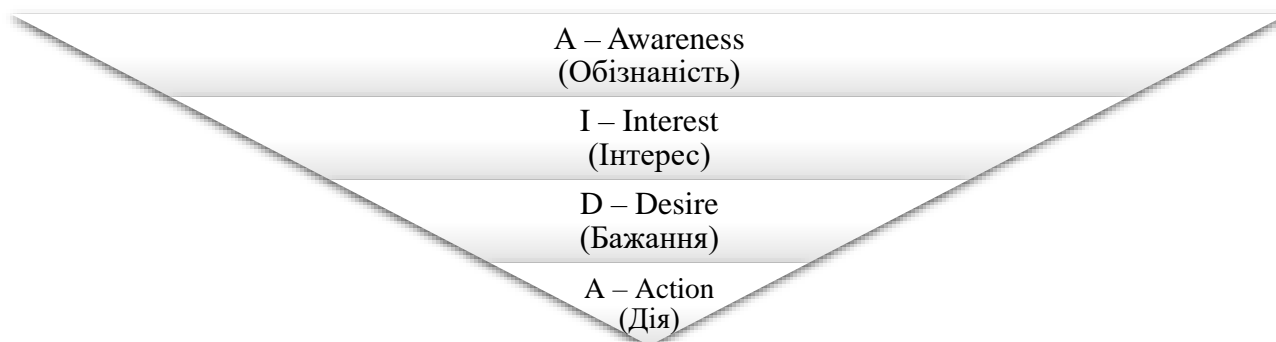 A – Awareness
(Обізнаність)
I – Interest
(Інтерес)
D – Desire
(Бажання)
A – Action
(Дія)